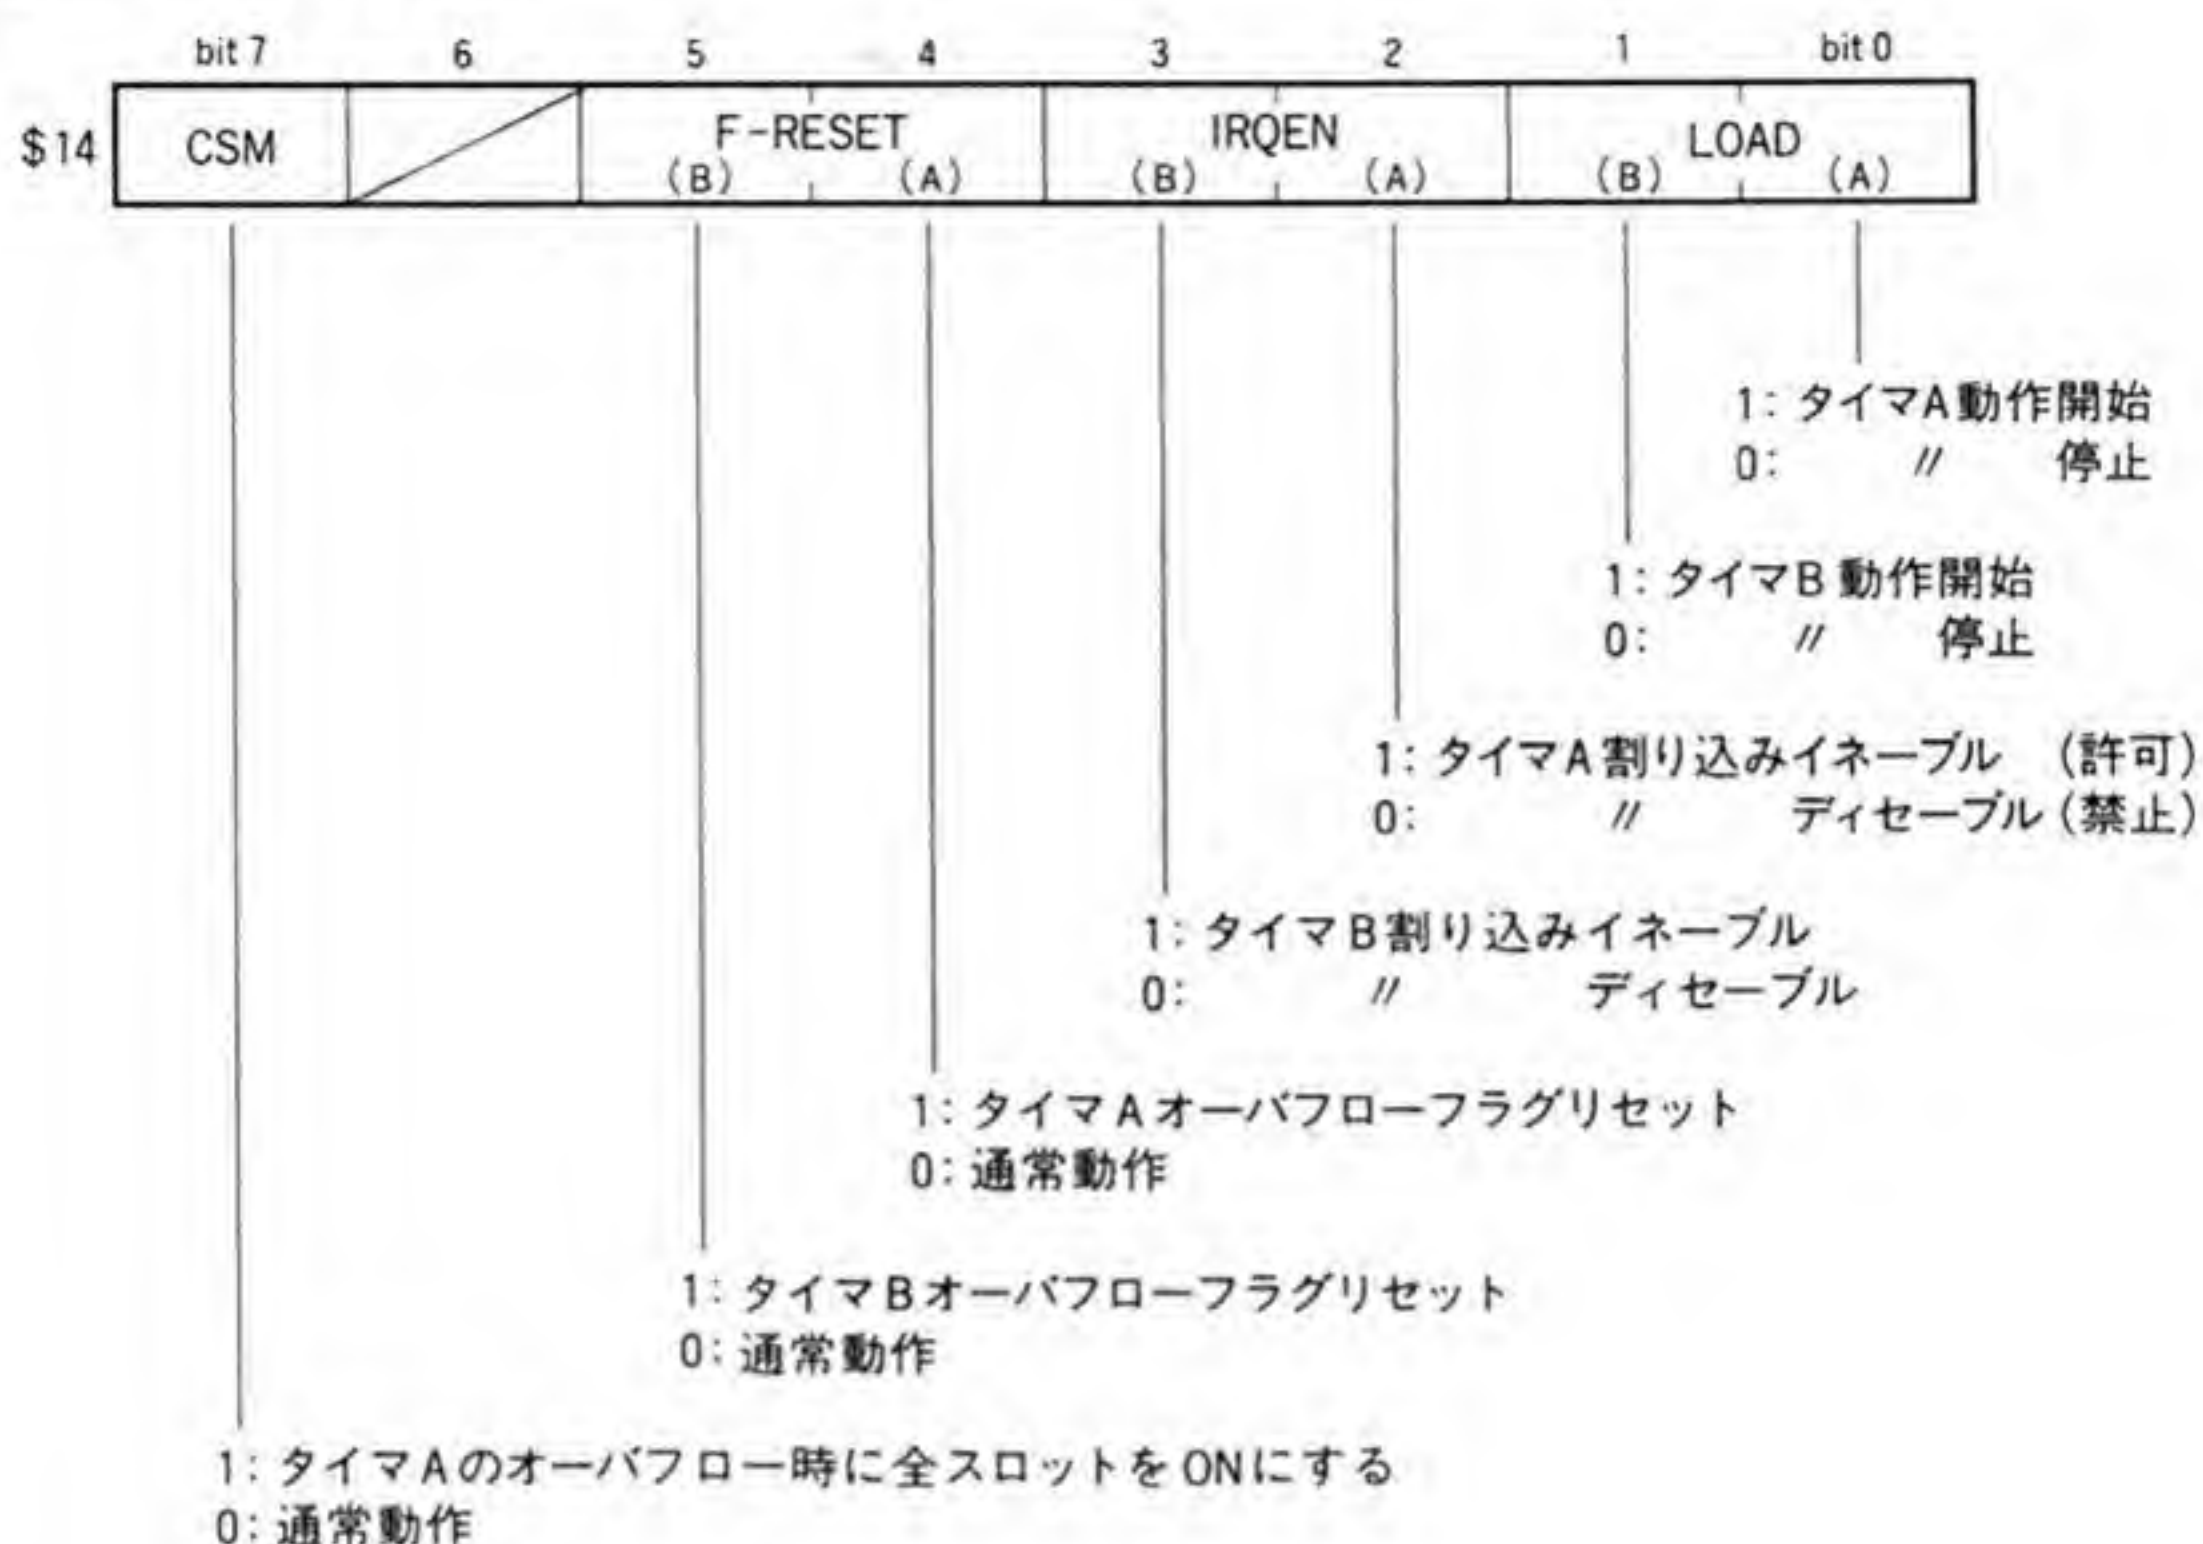 bit 7 6 5 4 3 2 1 bit 0
$14 CSM F-RESET IRQEN LOAD
(B) (A) (B) (A) (B) (A)
1: タイマA動作開始
0: 〃 停止
1: タイマB動作開始
0: 〃 停止
1: タイマA割り込みイネーブル (許可)
0: 〃 ディセーブル (禁止)
1: タイマB割り込みイネーブル
0: 〃 ディセーブル
1: タイマAオーバフローフラグリセット
0: 通常動作
1: タイマBオーバフローフラグリセット
0: 通常動作
1: タイマAのオーバフロー時に全スロットをONにする
0: 通常動作